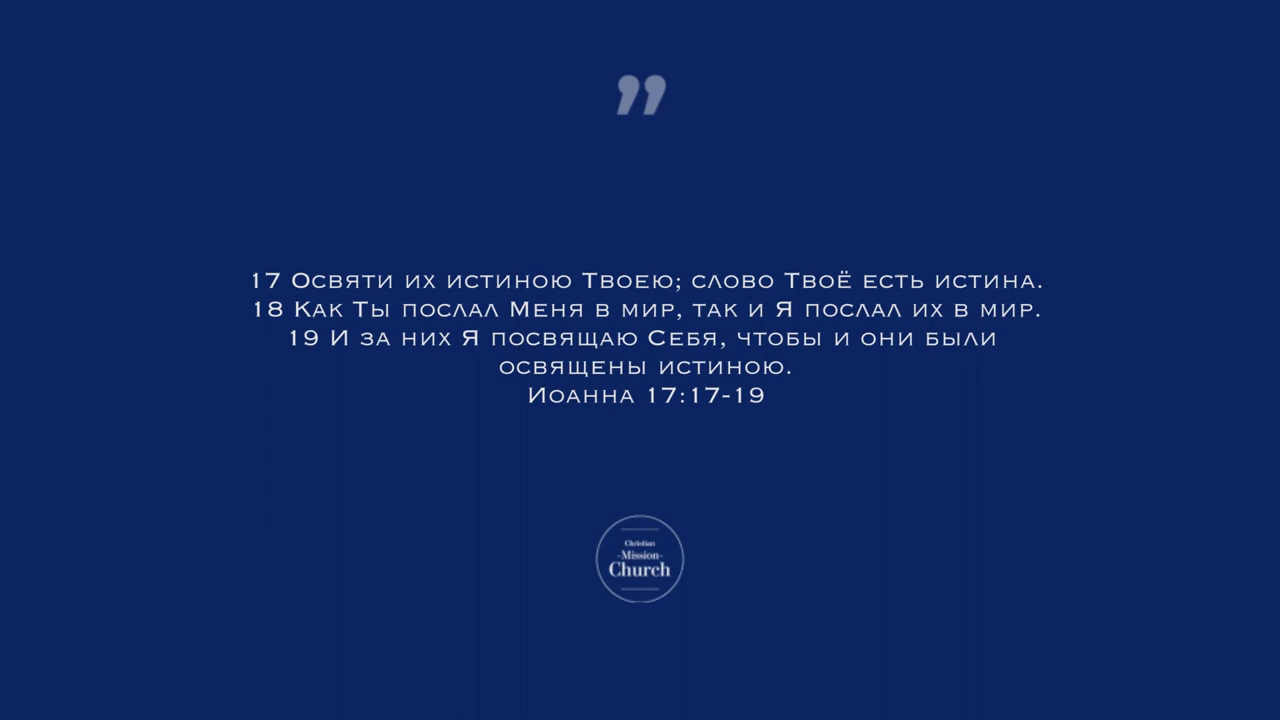 ”
17 Освяти их истиною Твоею; слово Твоё есть истина.
18 Как Ты послал Меня в мир, так и Я послал их в мир.
19 И за них Я посвящаю Себя, чтобы и они были
освящены истиною.
Иоанна 17:17-19
Christian
-Mission-
Church